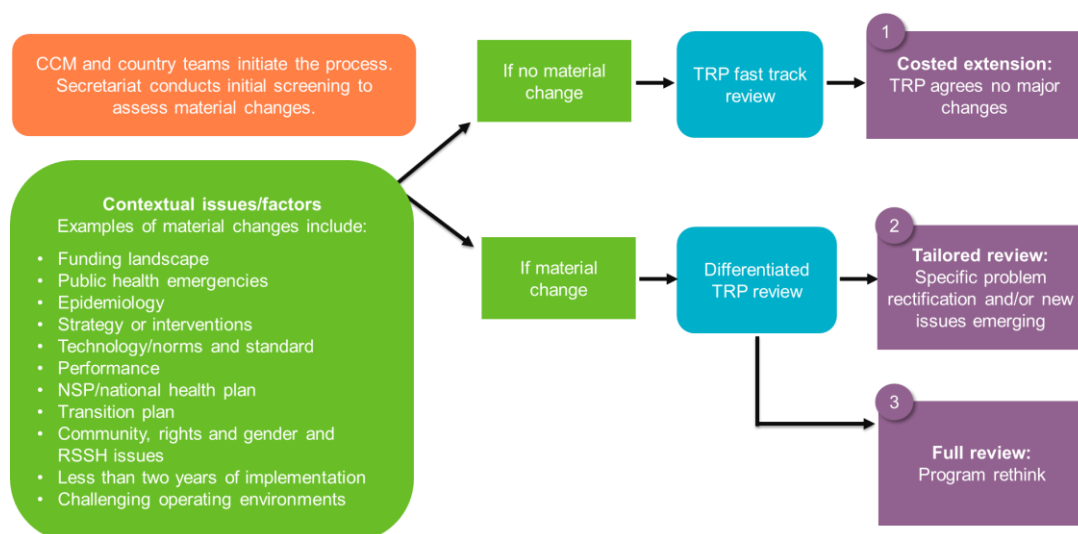 CCM and country teams initiate the process.
Secretariat conducts initial screening to
assess material changes.
Contextual issues/factors
Examples of material changes include:
• Funding landscape
• Public health emergencies
• Epidemiology
• Strategy or interventions
• Technology/norms and standard
• Performance
• NSP/national health plan
• Transition plan
• Community, rights and gender and
RSSH issues
• Less than two years of implementation
• Challenging operating environments
If no material
change
TRP fast track
review
1
Costed extension:
TRP agrees no major
changes
If material
change
Differentiated
TRP review
2
Tailored review:
Specific problem
rectification and/or new
issues emerging
3
Full review:
Program rethink